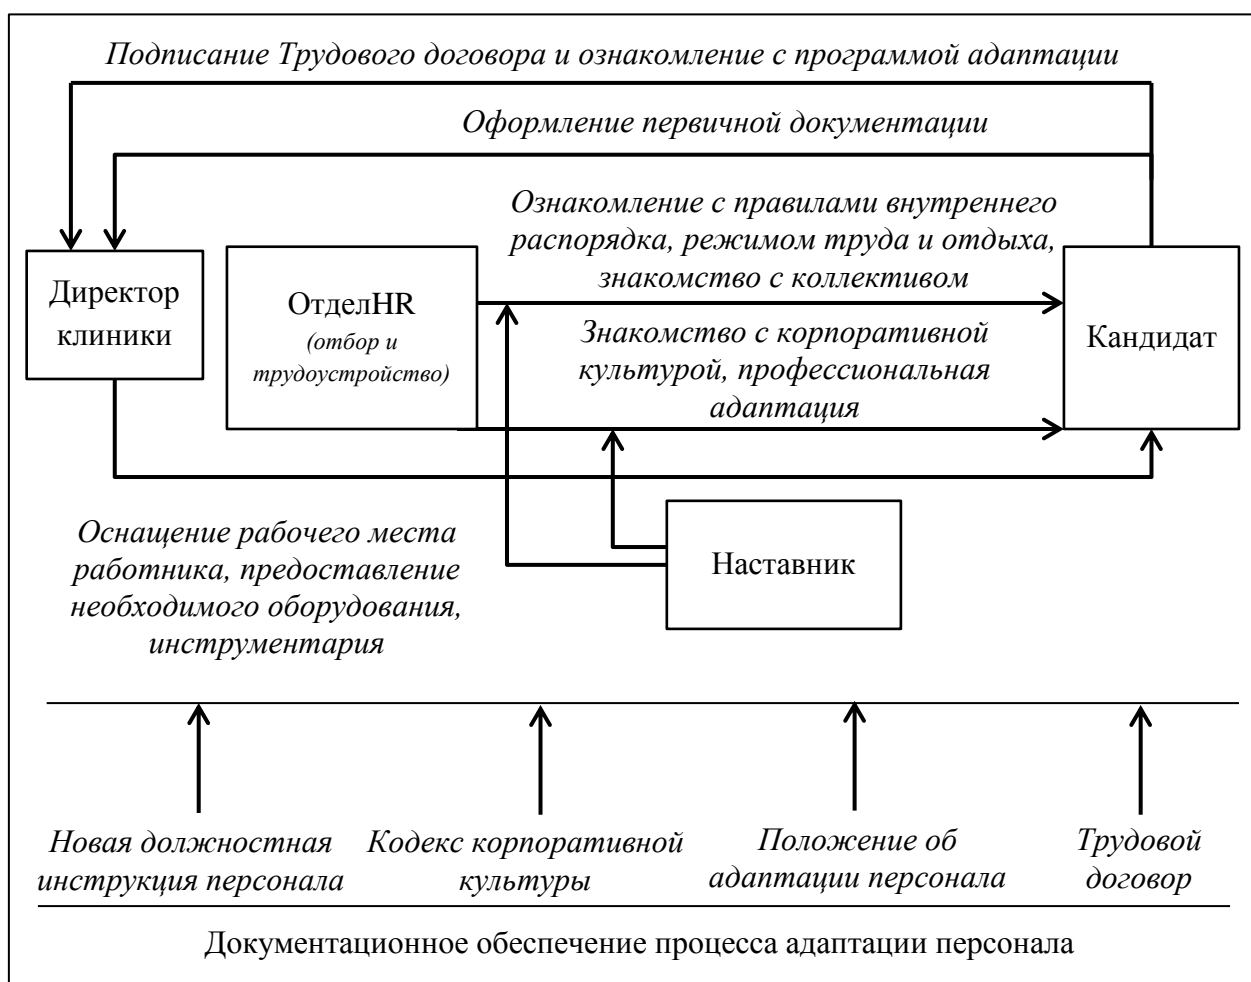 Подписание Трудового договора и ознакомление с программой адаптации
Оформление первичной документации
Ознакомление с правилами внутреннего
распорядка, режимом труда и отдыха,
знакомство с коллективом
Директор
клиники
ОтделHR
(отбор и
трудоустройство)
Знакомство с корпоративной
культурой, профессиональная
адаптация
Кандидат
Оснащение рабочего места
работника, предоставление
необходимого оборудования,
инструментария
Наставник
Новая должностная
инструкция персонала
Кодекс корпоративной
культуры
Положение об
адаптации персонала
Трудовой
договор
Документационное обеспечение процесса адаптации персонала